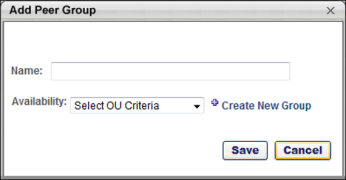 Add Peer Group
Name:
Availability: Select OU Criteria Create New Group
Save Cancel